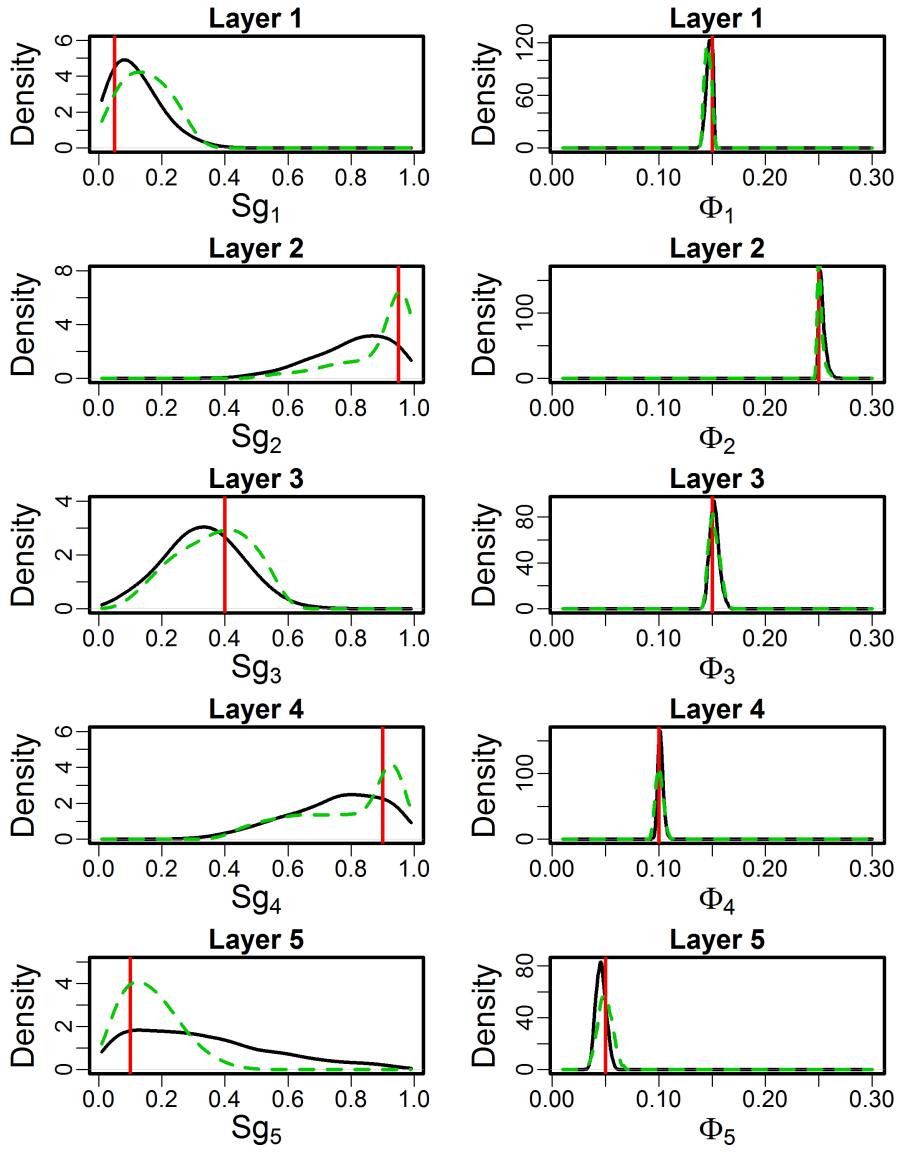 Layer 1 Layer 1
Density 0 2 4 6 Density 0 60 120
0.0 0.2 0.4 0.6 0.8 1.0 0.00 0.10 0.20 0.30
Sg1 Φ1
Layer 2 Layer 2
Density 0 4 8 Density 0 100
0.0 0.2 0.4 0.6 0.8 1.0 0.00 0.10 0.20 0.30
Sg2 Φ2
Layer 3 Layer 3
Density 0 2 4 Density 0 40 80
0.0 0.2 0.4 0.6 0.8 1.0 0.00 0.10 0.20 0.30
Sg3 Φ3
Layer 4 Layer 4
Density 0 2 4 6 Density 0 100
0.0 0.2 0.4 0.6 0.8 1.0 0.00 0.10 0.20 0.30
Sg4 Φ4
Layer 5 Layer 5
Density 0 2 4 Density 0 40 80
0.0 0.2 0.4 0.6 0.8 1.0 0.00 0.10 0.20 0.30
Sg5 Φ5